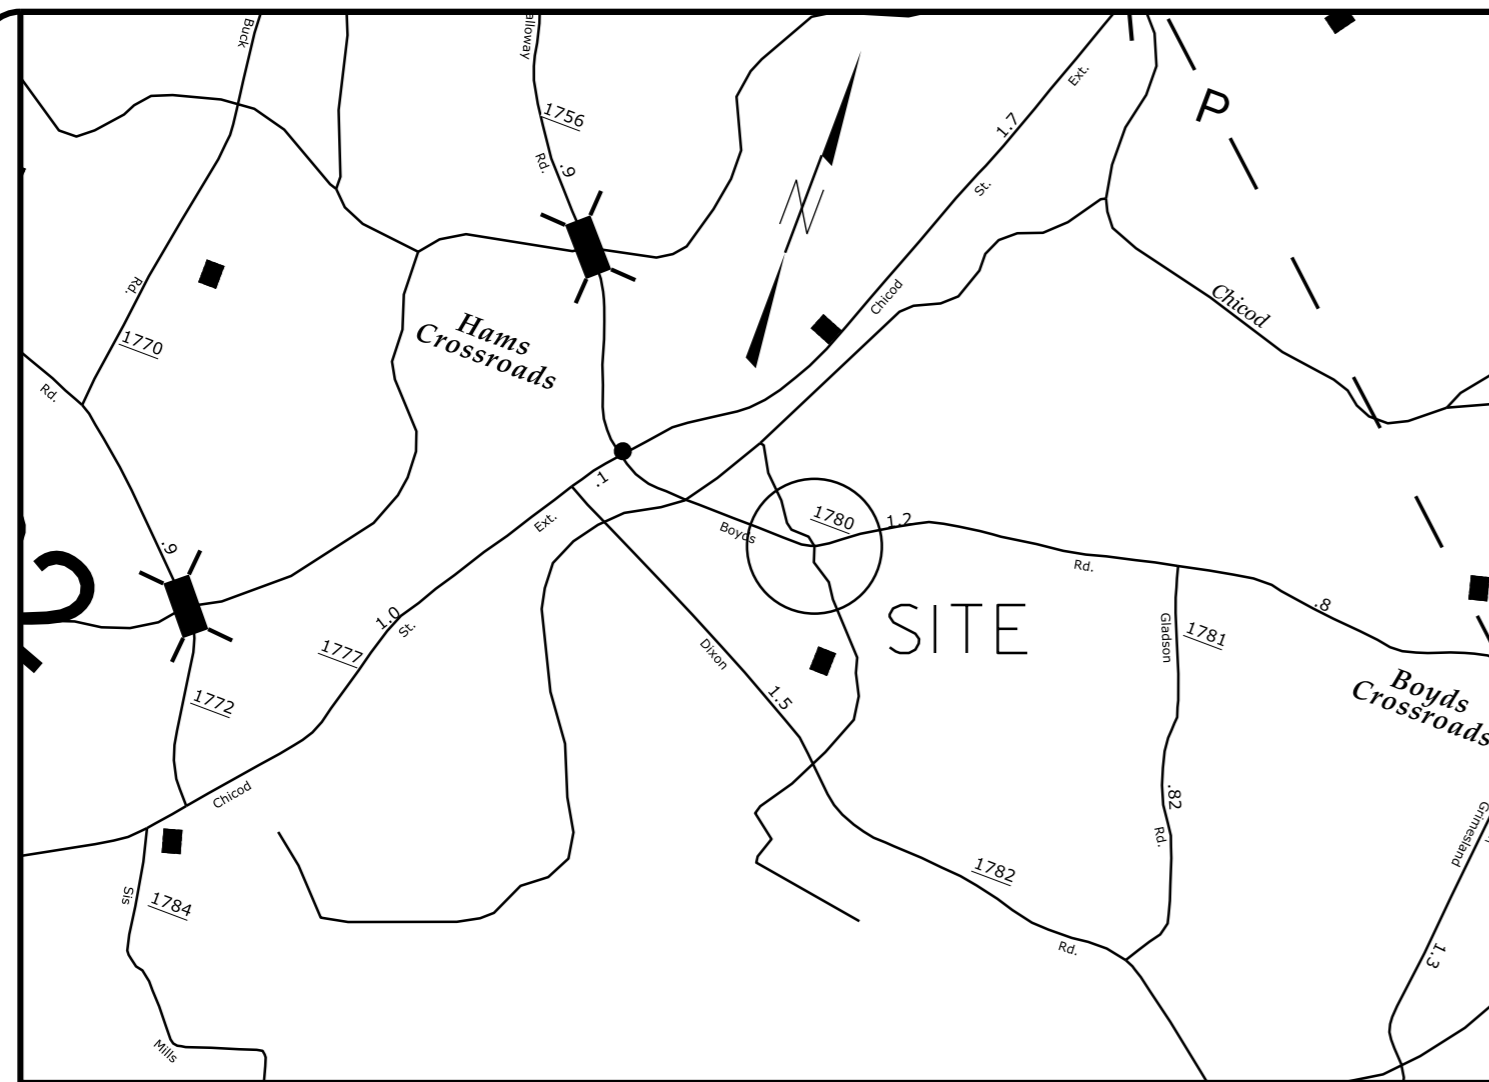 Buck
alloway
Ext.
P
1756
1.7
Rd.
.9
St.
N
Rd.
Chicod
Chicod
1770
Hams
Crossroads
Rd.
.1
1780
1.2
Ext.
Boyds
.9
Rd.
.8
1.0
St.
SITE
Gladson
1781
1777
Dixon
1772
1.5
Boyds
Crossroads
Chicod
.82
Rd.
Grimesland
1782
Sis
1784
Rd.
1.3
Mills